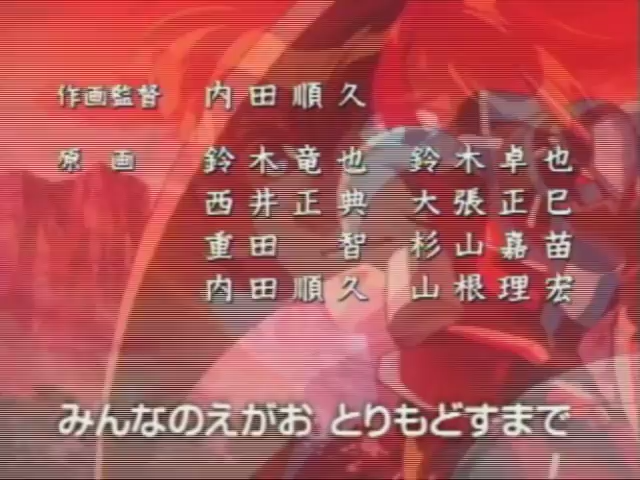 作画監督 内田順久
原画 鈴木竜也 鈴木卓也
西井正典 大張正巳
重田智 杉山嘉苗
内田順久 山根理宏
みんなのえがお とりもどすまで